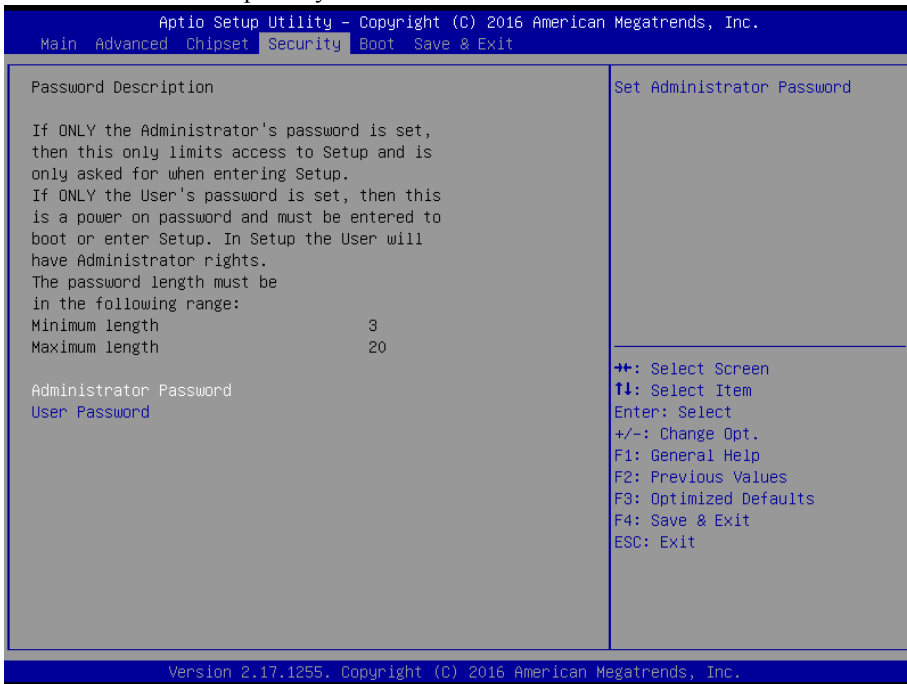 Aptio Setup Utility – Copyright (C) 2016 American Megatrends, Inc.
Main Advanced Chipset Security Boot Save & Exit
Password Description
If ONLY the Administrator's password is set,
then this only limits access to Setup and is
only asked for when entering Setup.
If ONLY the User's password is set, then this
is a power on password and must be entered to
boot or enter Setup. In Setup the User will
have Administrator rights.
The password length must be
in the following range:
Minimum length 3
Maximum length 20
Administrator Password
User Password
Set Administrator Password
→←: Select Screen
↑↓: Select Item
Enter: Select
+/-: Change Opt.
F1: General Help
F2: Previous Values
F3: Optimized Defaults
F4: Save & Exit
ESC: Exit
Version 2.17.1255. Copyright (C) 2016 American Megatrends, Inc.